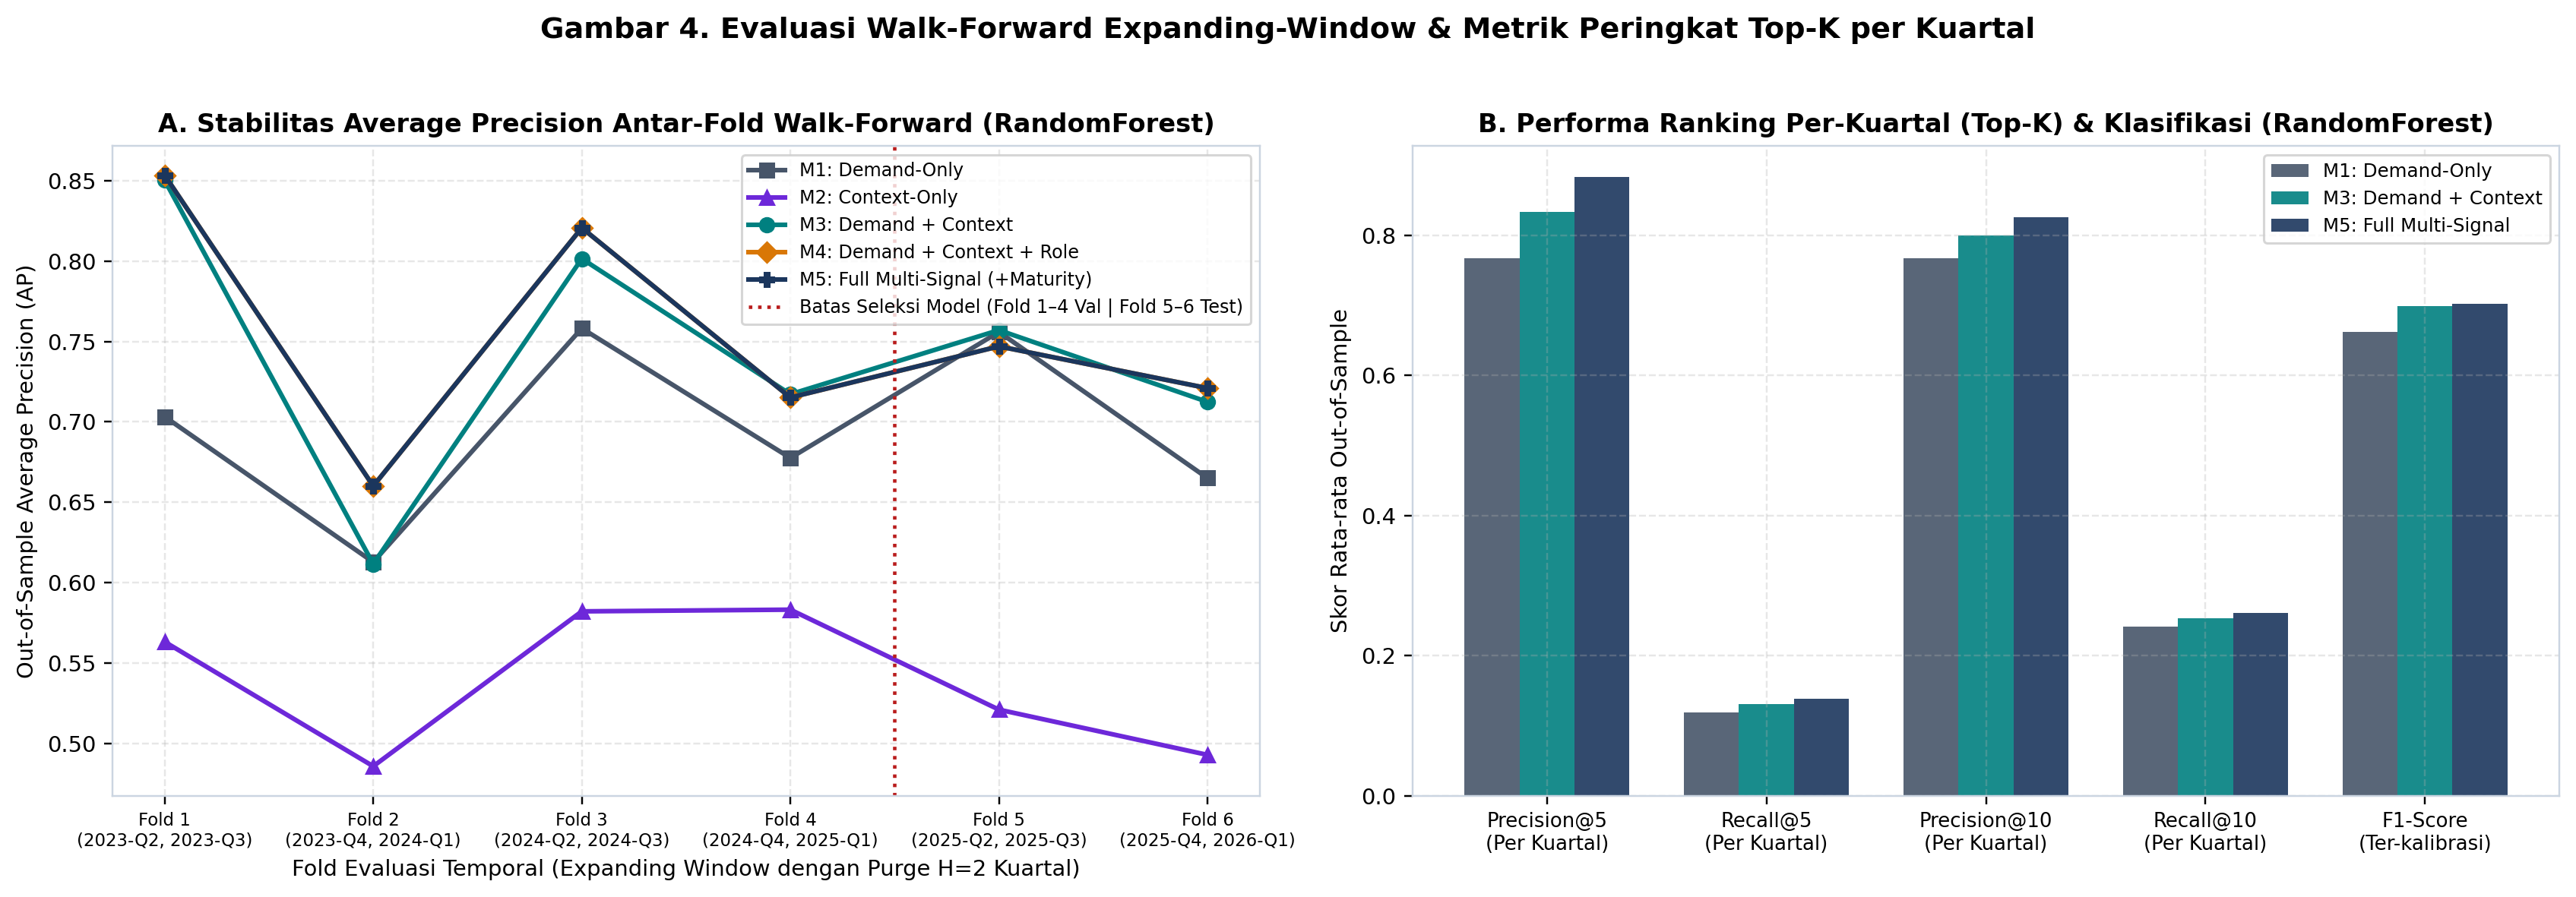 Gambar 4. Evaluasi Walk-Forward Expanding-Window & Metrik Peringkat Top-K per Kuartal
A. Stabilitas Average Precision Antar-Fold Walk-Forward (RandomForest)
Out-of-Sample Average Precision (AP)
0.85
0.80
0.75
0.70
0.65
0.60
0.55
0.50
M1: Demand-Only
M2: Context-Only
M3: Demand + Context
M4: Demand + Context + Role
M5: Full Multi-Signal (+Maturity)
Batas Seleksi Model (Fold 1–4 Val | Fold 5–6 Test)
Fold 1
(2023-Q2, 2023-Q3)
Fold 2
(2023-Q4, 2024-Q1)
Fold 3
(2024-Q2, 2024-Q3)
Fold 4
(2024-Q4, 2025-Q1)
Fold 5
(2025-Q2, 2025-Q3)
Fold 6
(2025-Q4, 2026-Q1)
Fold Evaluasi Temporal (Expanding Window dengan Purge H=2 Kuartal)
B. Performa Ranking Per-Kuartal (Top-K) & Klasifikasi (RandomForest)
Skor Rata-rata Out-of-Sample
0.8
0.6
0.4
0.2
0.0
M1: Demand-Only
M3: Demand + Context
M5: Full Multi-Signal
Precision@5
(Per Kuartal)
Recall@5
(Per Kuartal)
Precision@10
(Per Kuartal)
Recall@10
(Per Kuartal)
F1-Score
(Ter-kalibrasi)